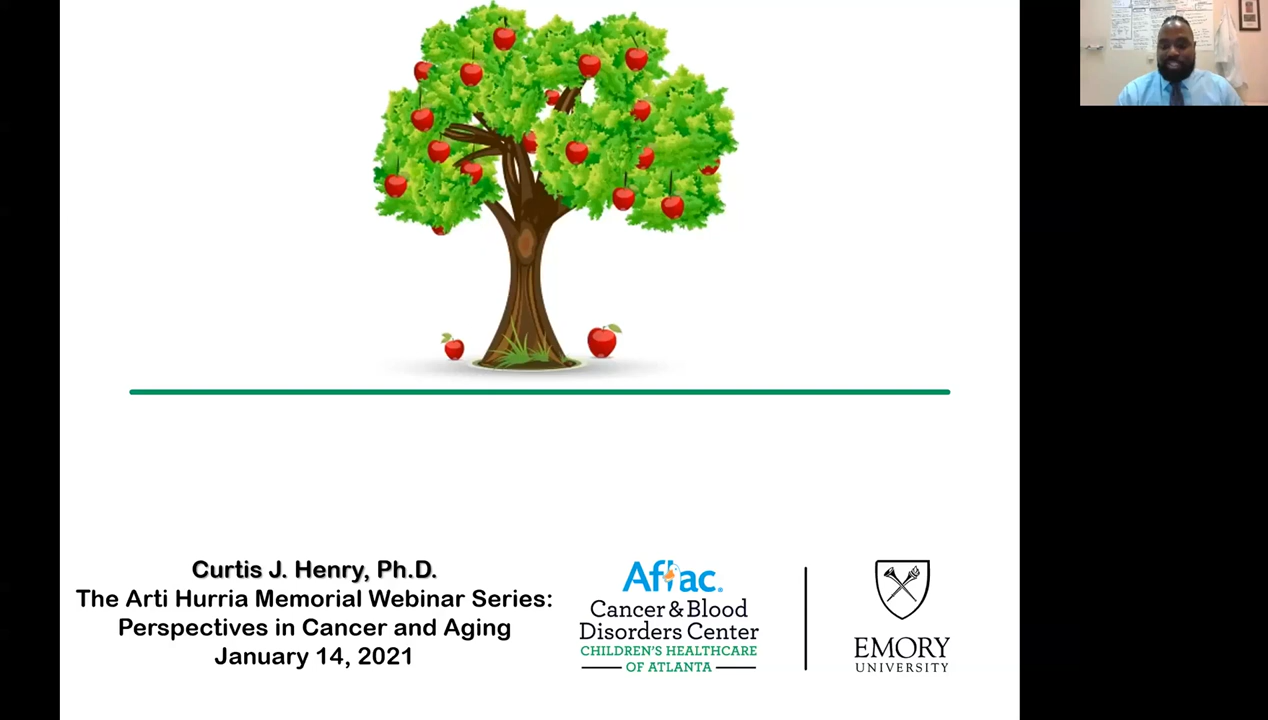 Curtis J. Henry, Ph.D.
The Arti Hurria Memorial Webinar Series:
Perspectives in Cancer and Aging
January 14, 2021
Aflac.
Cancer & Blood
Disorders Center
CHILDREN'S HEALTHCARE
OF ATLANTA
EMORY
UNIVERSITY